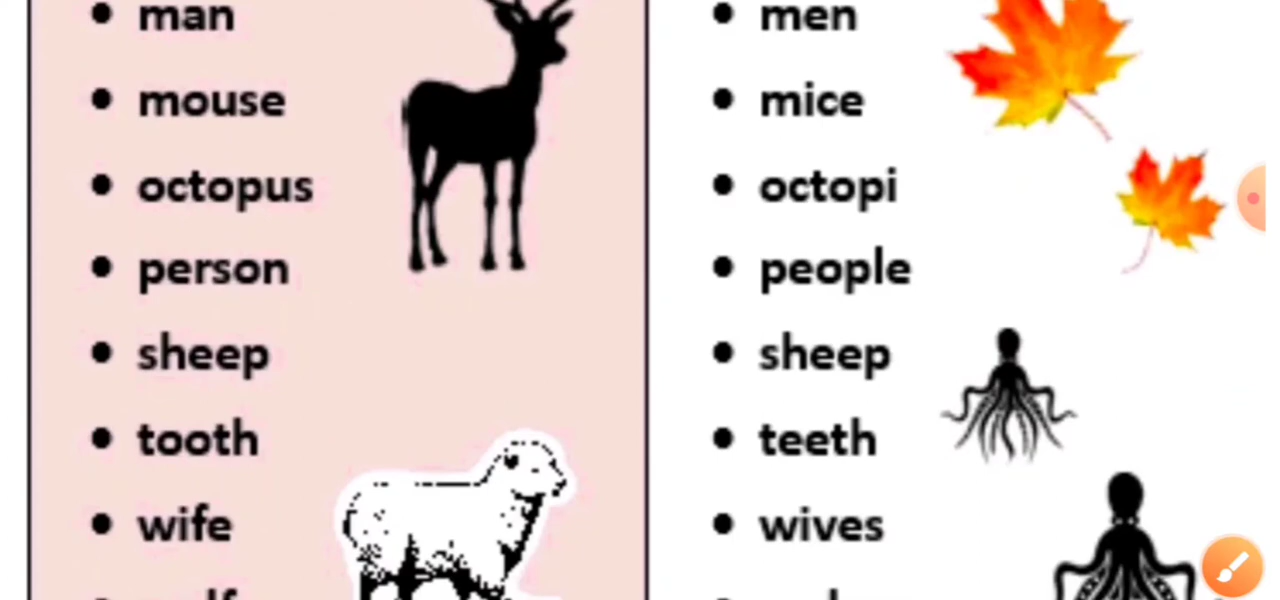 man
mouse
octopus
person
sheep
tooth
wife
men
mice
octopi
people
sheep
teeth
wives